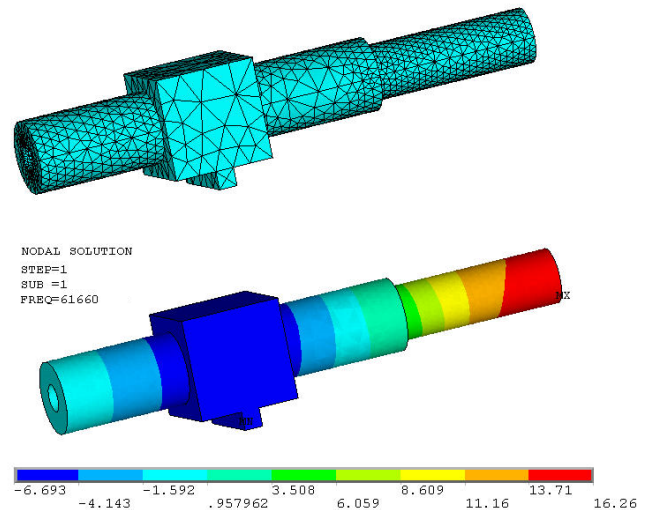 NODAL SOLUTION
STEP=1
SUB =1
FREQ=61660
MX
-6.693 -1.592 3.508 8.609 13.71
-4.143 .957962 6.059 11.16 16.26